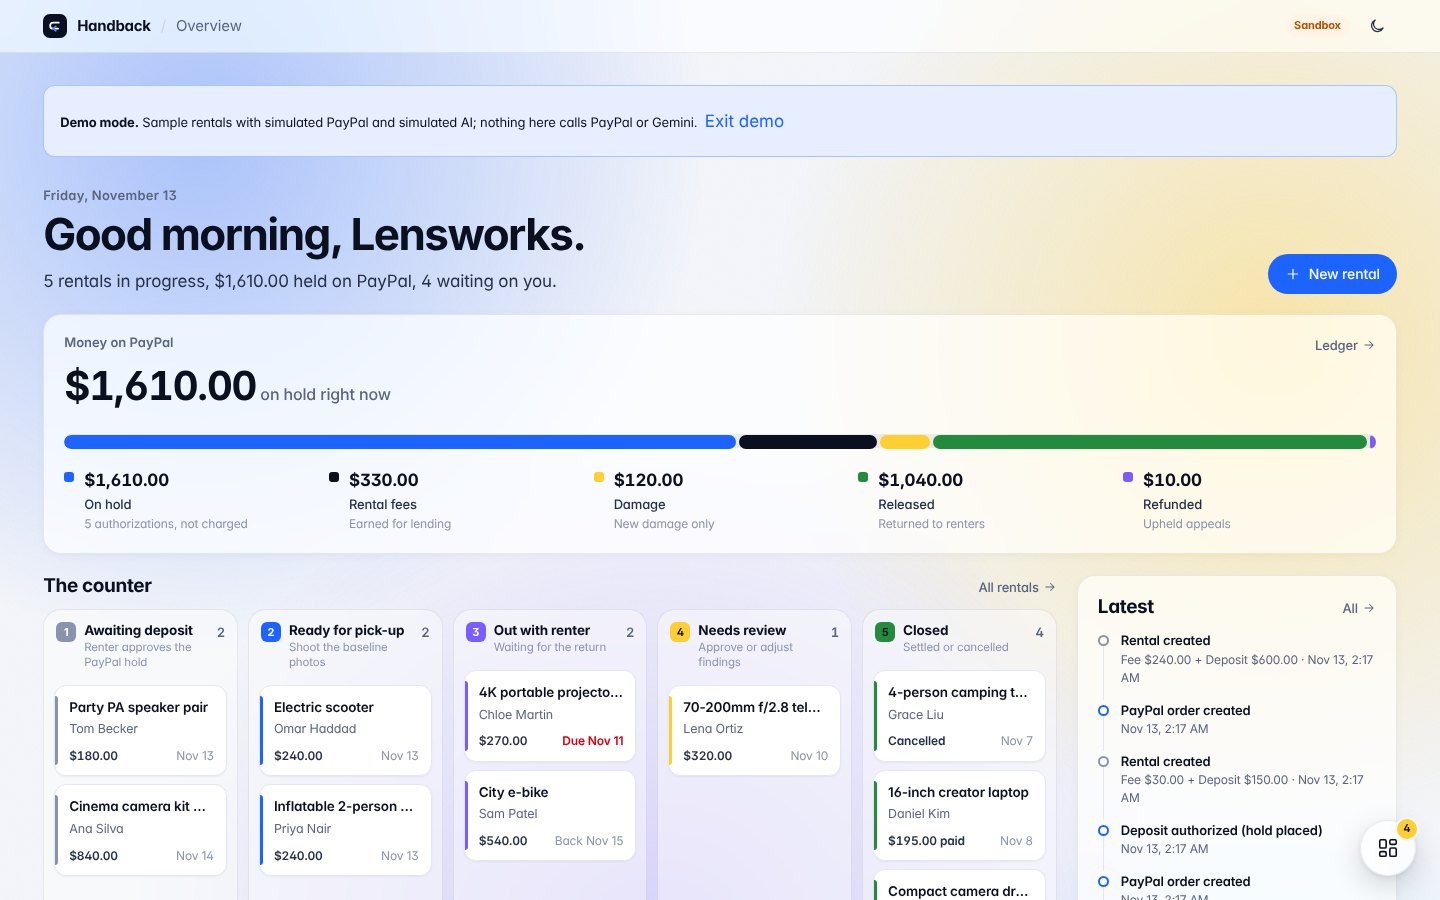 Handback / Overview
Sandbox
Demo mode. Sample rentals with simulated PayPal and simulated AI; nothing here calls PayPal or Gemini. Exit demo
Friday, November 13
Good morning, Lensworks.
5 rentals in progress, $1,610.00 held on PayPal, 4 waiting on you.
+ New rental
Money on PayPal
Ledger →
$1,610.00 on hold right now
$1,610.00
On hold
5 authorizations, not charged
$330.00
Rental fees
Earned for lending
$120.00
Damage
New damage only
$1,040.00
Released
Returned to renters
$10.00
Refunded
Upheld appeals
The counter
All rentals →
1 Awaiting deposit 2
Renter approves the
PayPal hold
Party PA speaker pair
Tom Becker
$180.00 Nov 13
Cinema camera kit ...
Ana Silva
$840.00 Nov 14
2 Ready for pick-up 2
Shoot the baseline
photos
Electric scooter
Omar Haddad
$240.00 Nov 13
Inflatable 2-person ...
Priya Nair
$240.00 Nov 13
3 Out with renter 2
Waiting for the return
4K portable projecto...
Chloe Martin
$270.00 Due Nov 11
City e-bike
Sam Patel
$540.00 Back Nov 15
4 Needs review 1
Approve or adjust
findings
70-200mm f/2.8 tel...
Lena Ortiz
$320.00 Nov 10
5 Closed 4
Settled or cancelled
4-person camping t...
Grace Liu
Cancelled Nov 7
16-inch creator laptop
Daniel Kim
$195.00 paid Nov 8
Compact camera dr...
Latest
All →
Rental created
Fee $240.00 + Deposit $600.00 · Nov 13, 2:17
AM
PayPal order created
Nov 13, 2:17 AM
Rental created
Fee $30.00 + Deposit $150.00 · Nov 13, 2:17
AM
Deposit authorized (hold placed)
Nov 13, 2:17 AM
PayPal order created
Nov 13, 2:17 AM
4